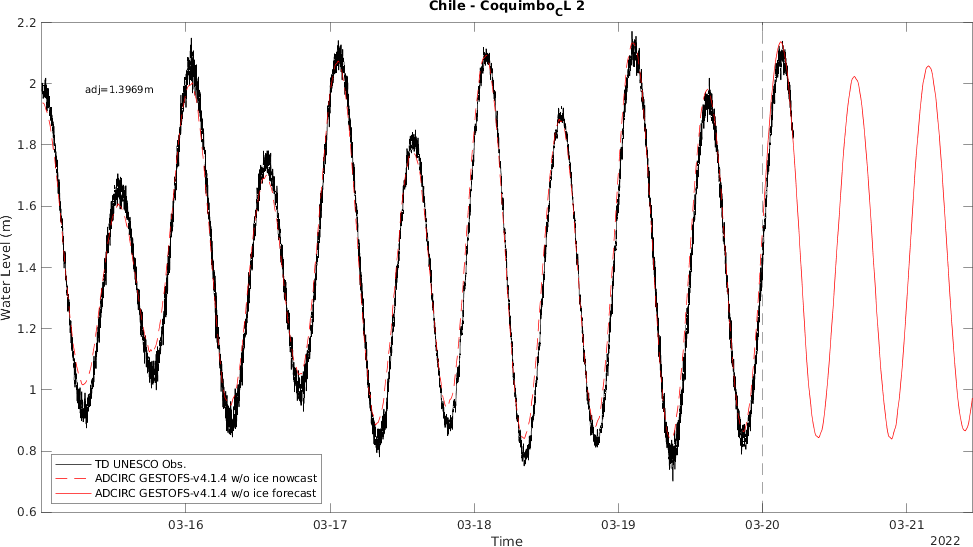 Chile - Coquimbo_CL 2
adj=1.3969m
Water Level (m)
2.2
2
1.8
1.6
1.4
1.2
1
0.8
0.6
TD UNESCO Obs.
ADCIRC GESTOFS-v4.1.4 w/o ice nowcast
ADCIRC GESTOFS-v4.1.4 w/o ice forecast
03-16 03-17 03-18 03-19 03-20 03-21
Time
2022